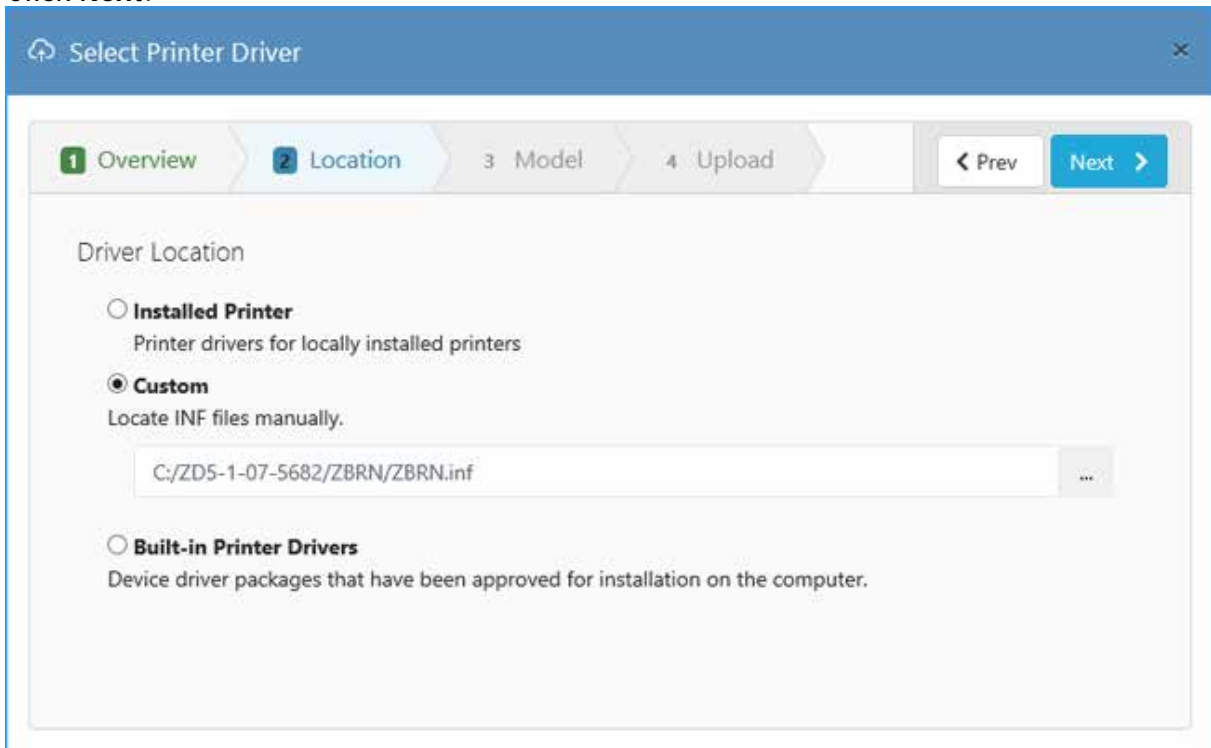 Select Printer Driver ×
1 Overview 2 Location 3 Model 4 Upload Prev Next
Driver Location
Installed Printer
Printer drivers for locally installed printers
Custom
Locate INF files manually.
C:/ZD5-1-07-5682/ZBRN/ZBRN.inf ...
Built-in Printer Drivers
Device driver packages that have been approved for installation on the computer.